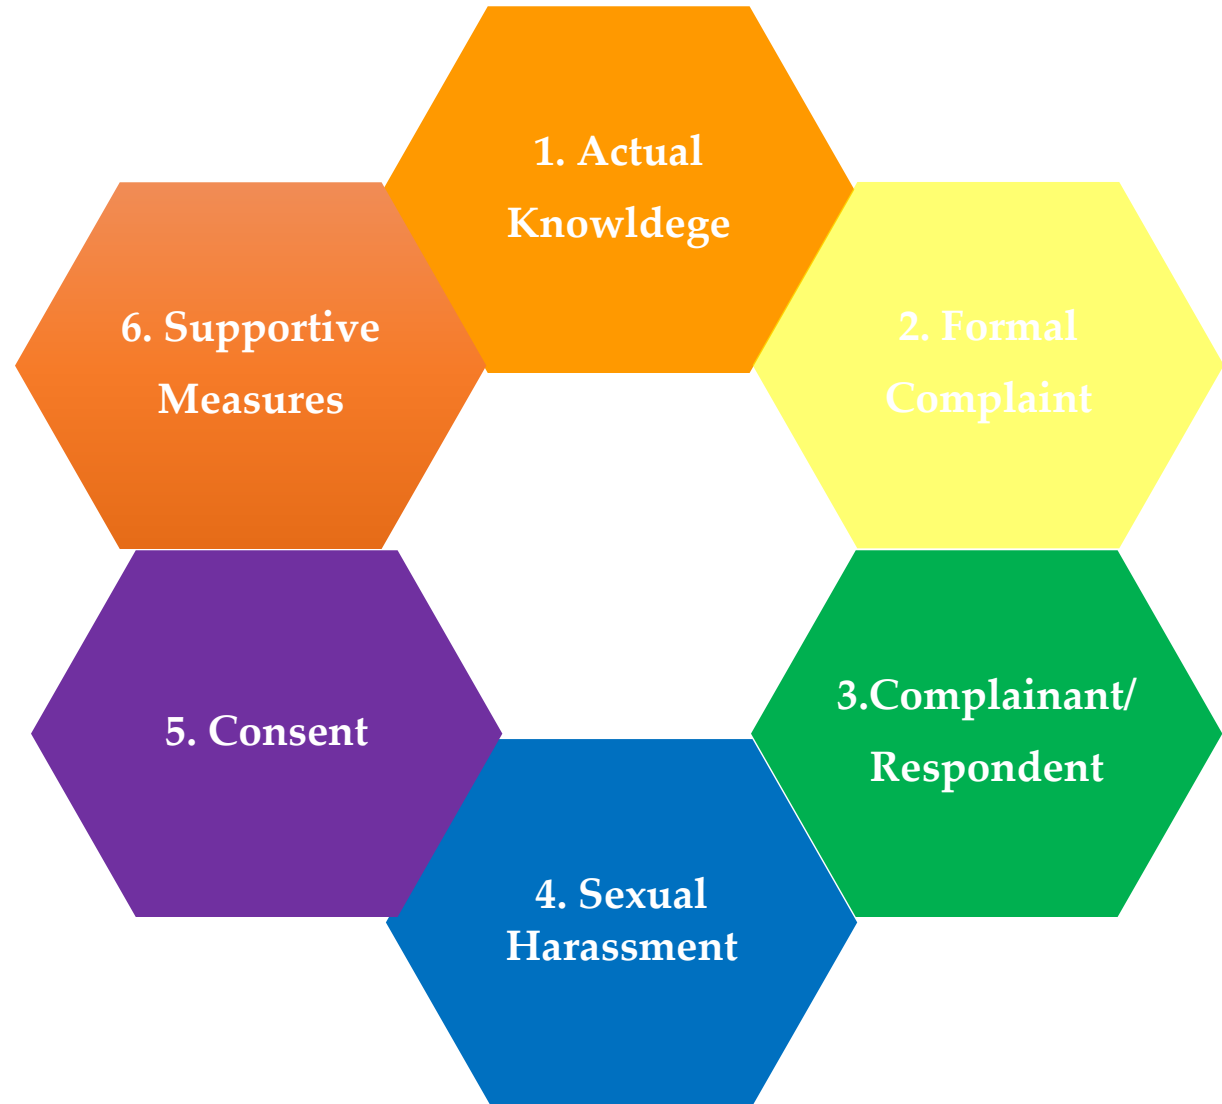 1. Actual
Knowldege
2. Formal
Complaint
3.Complainant/
Respondent
4. Sexual
Harassment
5. Consent
6. Supportive
Measures